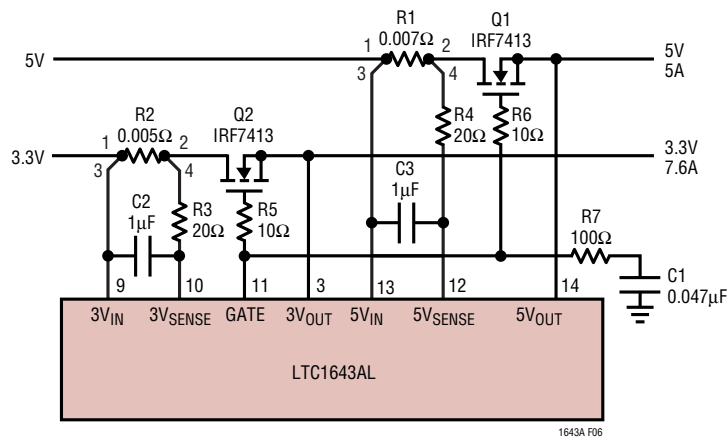 R1
0.007Ω
Q1
IRF7413
5V
1
2
3
4
5V
5A
R2
0.005Ω
Q2
IRF7413
R4
20Ω
R6
10Ω
3.3V
1
2
3
4
3.3V
7.6A
C2
1µF
R3
20Ω
R5
10Ω
C3
1µF
R7
100Ω
C1
0.047µF
9
10
11
3
13
12
14
3VIN
3VSENSE
GATE
3VOUT
5VIN
5VSENSE
5VOUT
LTC1643AL
1643A F06